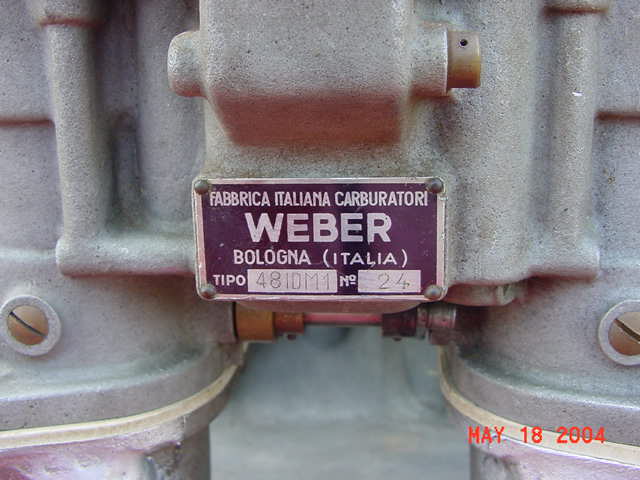 FABBRICA ITALIANA CARBURATORI
WEBER
BOLOGNA (ITALIA)
TIPO 48IDM1 Nº 24
MAY 18 2004